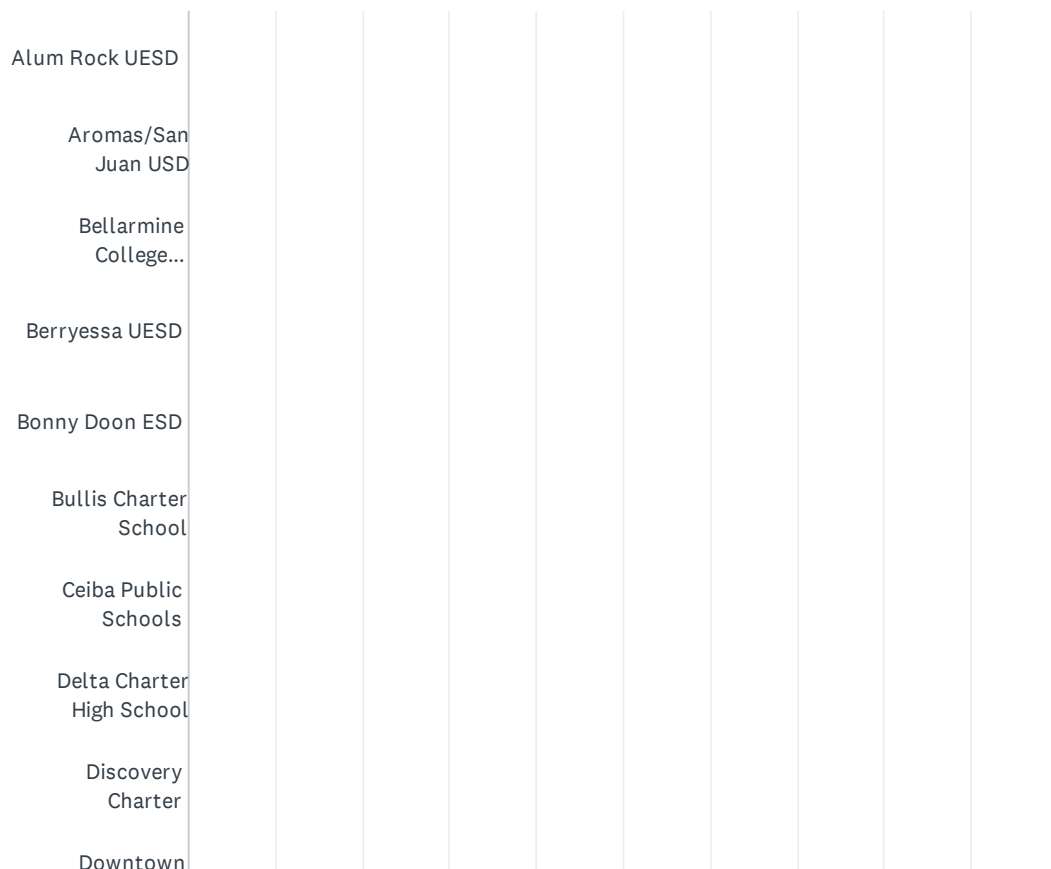 Alum Rock UESD
Aromas/San
Juan USD
Bellarmine
College...
Berryessa UESD
Bonny Doon ESD
Bullis Charter
School
Ceiba Public
Schools
Delta Charter
High School
Discovery
Charter
Downtown